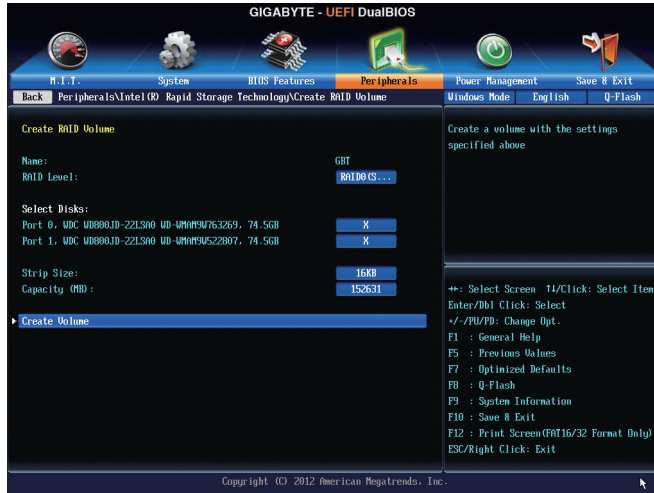 GIGABYTE - UEFI DualBIOS
M.I.T. System BIOS Features Peripherals Power Management Save & Exit
Back Peripherals\Intel(R) Rapid Storage Technology\Create RAID Volume Windows Mode English Q-Flash
Create RAID Volume
Name: GBT
RAID Level: RAID0(S...
Select Disks:
Port 0, WDC WD800JD-22LSA0 WD-WMAM9W763269, 74.5GB X
Port 1, WDC WD800JD-22LSA0 WD-WMAM9W522807, 74.5GB X
Strip Size: 16KB
Capacity (MB): 152631
Create Volume
Create a volume with the settings
specified above
→←: Select Screen ↑↓/Click: Select Item
Enter/Dbl Click: Select
+/-/PU/PD: Change Opt.
F1 : General Help
F5 : Previous Values
F7 : Optimized Defaults
F8 : Q-Flash
F9 : System Information
F10 : Save & Exit
F12 : Print Screen(FAT16/32 Format Only)
ESC/Right Click: Exit
Copyright (C) 2012 American Megatrends, Inc.